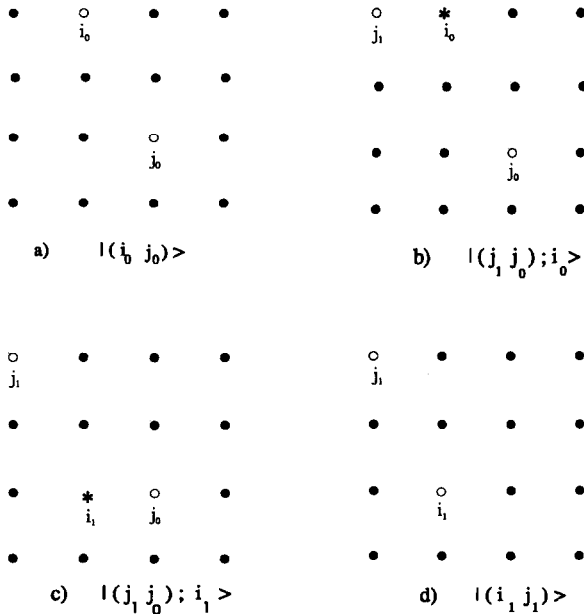 i₀
j₀
a) |(i₀ j₀)>
j₁ i₀
j₀
b) |(j₁ j₀);i₀>
j₁
i₁ j₀
c) |(j₁ j₀); i₁>
j₁
i₁
d) |(i₁ j₁)>